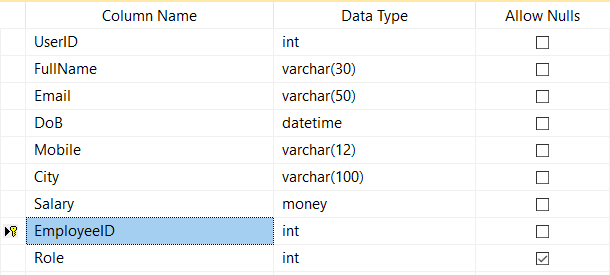 Column Name Data Type Allow Nulls
UserID int
FullName varchar(30)
Email varchar(50)
DoB datetime
Mobile varchar(12)
City varchar(100)
Salary money
EmployeeID int
Role int